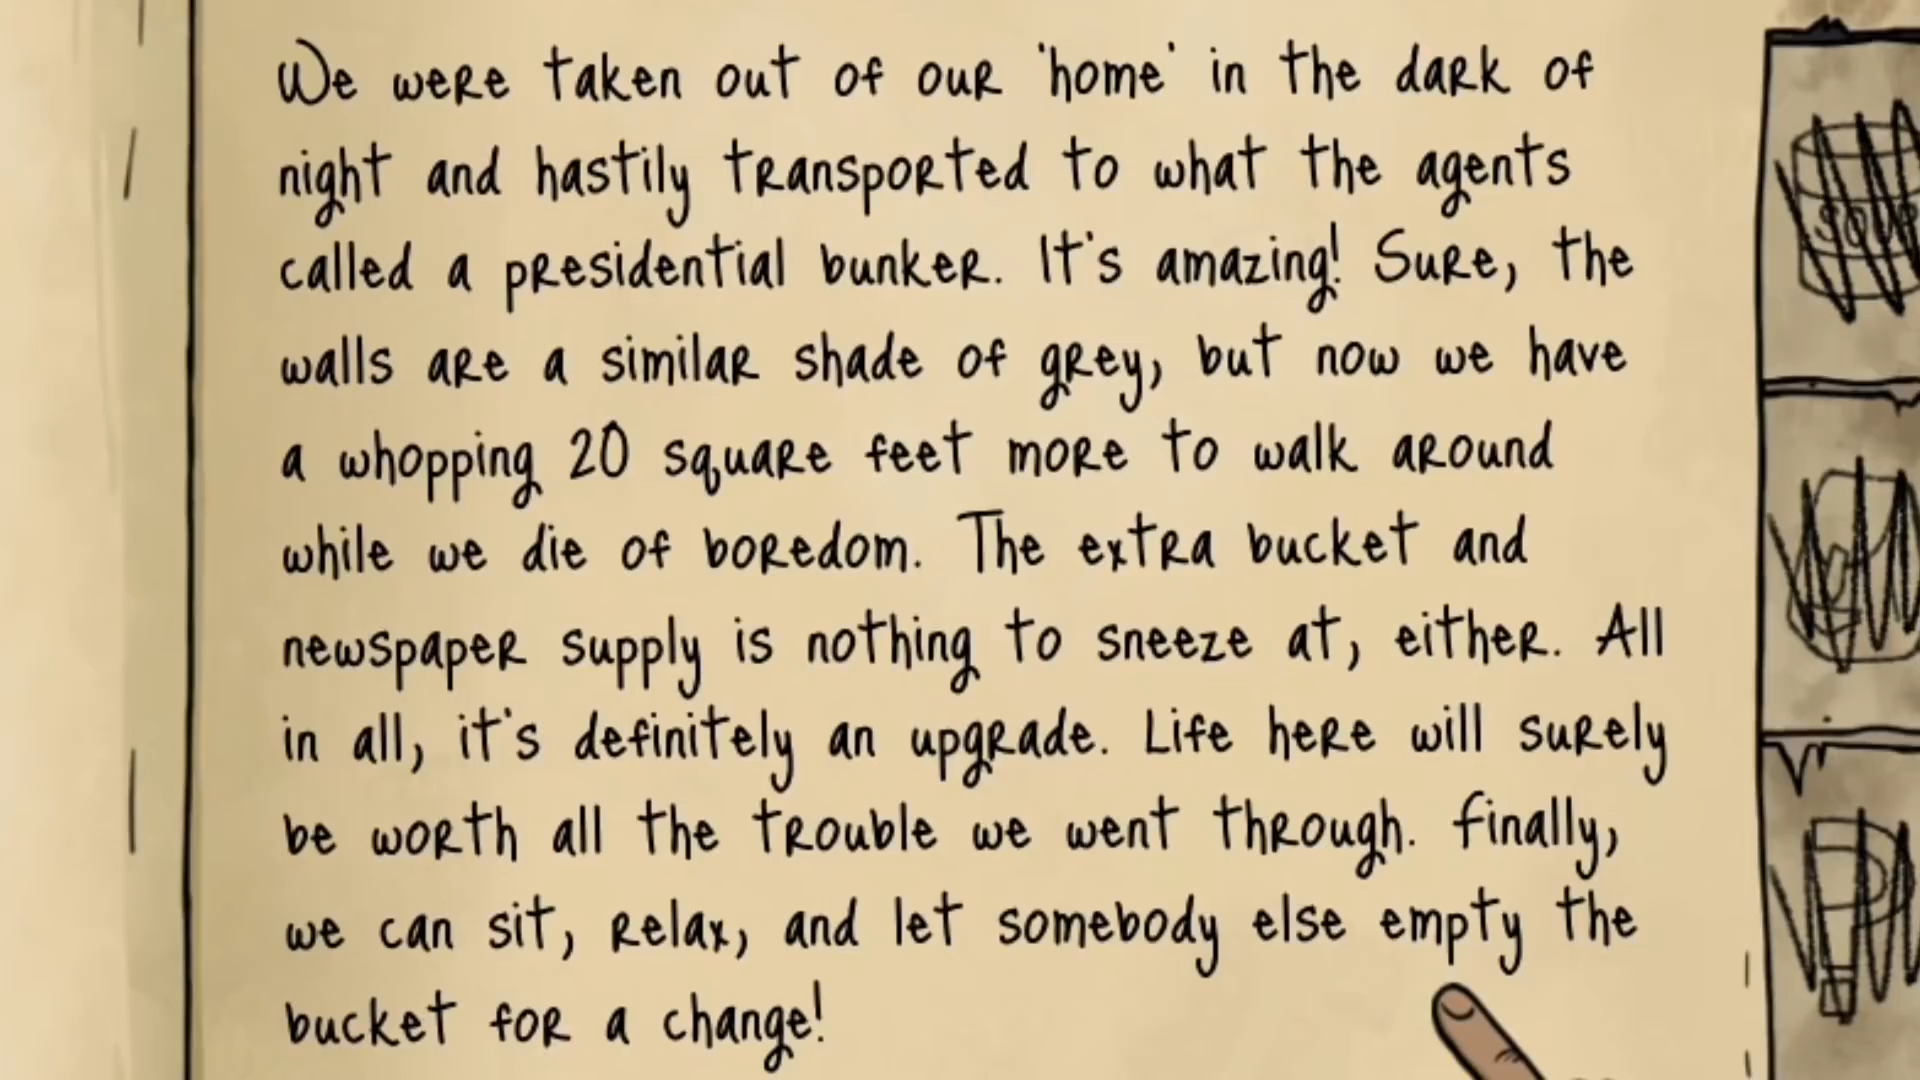 We were taken out of our 'home' in the dark of
night and hastily transported to what the agents
called a presidential bunker. It's amazing! Sure, the
walls are a similar shade of grey, but now we have
a whopping 20 square feet more to walk around
while we die of boredom. The extra bucket and
newspaper supply is nothing to sneeze at, either. All
in all, it's definitely an upgrade. Life here will surely
be worth all the trouble we went through. Finally,
we can sit, relax, and let somebody else empty the
bucket for a change!